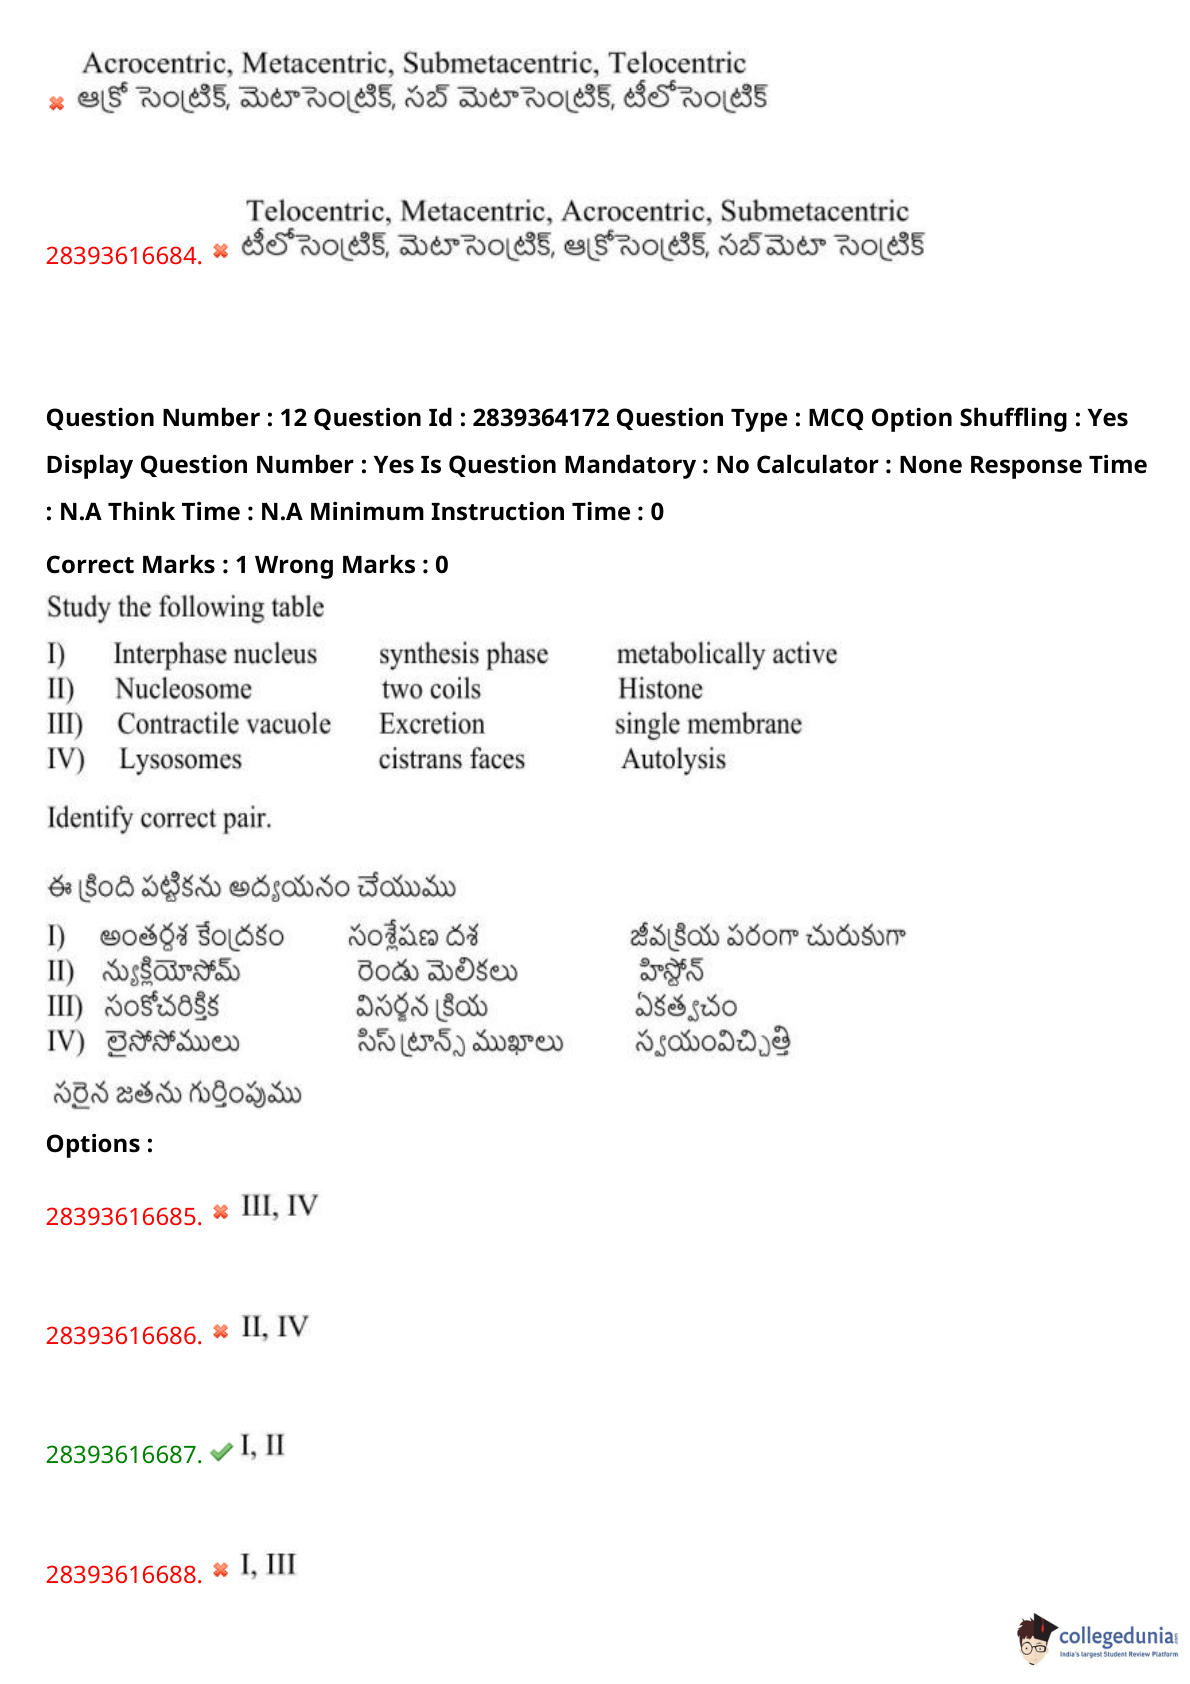 Acrocentric, Metacentric, Submetacentric, Telocentric
ఆక్రో సెంట్రిక్, మెటాసెంట్రిక్, సబ్ మెటాసెంట్రిక్, టీలోసెంట్రిక్
Telocentric, Metacentric, Acrocentric, Submetacentric
28393616684. టీలోసెంట్రిక్, మెటాసెంట్రిక్, ఆక్రోసెంట్రిక్, సబ్‌మెటా సెంట్రిక్
Question Number : 12 Question Id : 2839364172 Question Type : MCQ Option Shuffling : Yes
Display Question Number : Yes Is Question Mandatory : No Calculator : None Response Time
: N.A Think Time : N.A Minimum Instruction Time : 0
Correct Marks : 1 Wrong Marks : 0
Study the following table
I) Interphase nucleus synthesis phase metabolically active
II) Nucleosome two coils Histone
III) Contractile vacuole Excretion single membrane
IV) Lysosomes cistrans faces Autolysis
Identify correct pair.
ఈ క్రింది పట్టికను అద్యయనం చేయుము
I) అంతర్దశ కేంద్రకం సంశ్లేషణ దశ జీవక్రియ పరంగా చురుకుగా
II) న్యుక్లియోసోమ్ రెండు మెలికలు హిస్టోన్
III) సంకోచరిక్తిక విసర్జన క్రియ ఏకత్వచం
IV) లైసోసోములు సిస్ ట్రాన్స్ ముఖాలు స్వయంవిచ్ఛిత్తి
సరైన జతను గుర్తింపుము
Options :
28393616685. III, IV
28393616686. II, IV
28393616687. I, II
28393616688. I, III
collegedunia
India's largest Student Review Platform